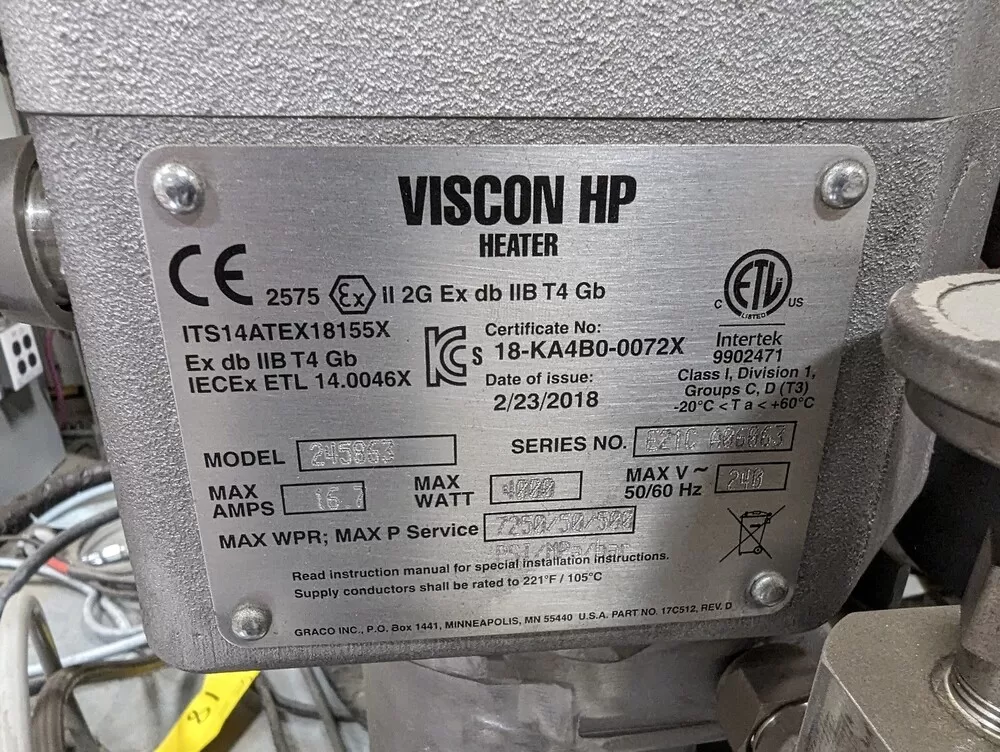 VISCON HP
HEATER
CE 2575 Ex II 2G Ex db IIB T4 Gb
ITS14ATEX18155X
Ex db IIB T4 Gb
IECEx ETL 14.0046X
KCs
Certificate No:
18-KA4B0-0072X
Date of issue:
2/23/2018
ETL
C LISTED US
Intertek
9902471
Class I, Division 1,
Groups C, D (T3)
-20°C < T a < +60°C
MODEL 245863
SERIES NO. E21C A06063
MAX AMPS 16.7
MAX WATT 4000
MAX V ~ 50/60 Hz 240
MAX WPR; MAX P Service 7250/50/500
PSI/MPa/bar
Read instruction manual for special installation instructions.
Supply conductors shall be rated to 221°F / 105°C
GRACO INC., P.O. Box 1441, MINNEAPOLIS, MN 55440 U.S.A. PART NO. 17C512, REV. D
81